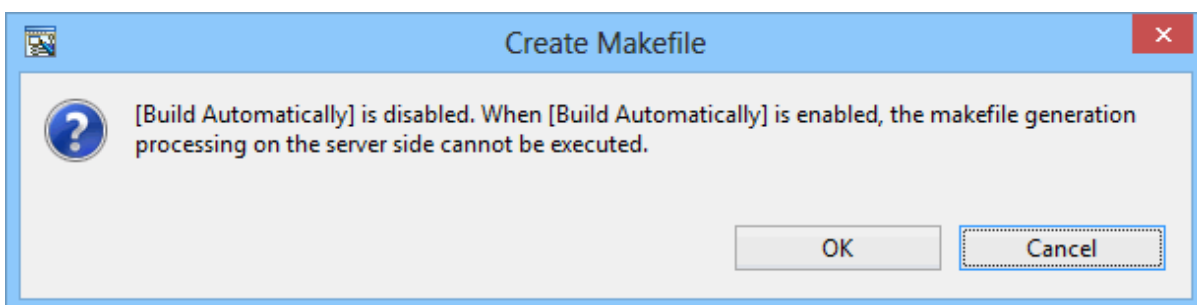 Create Makefile
[Build Automatically] is disabled. When [Build Automatically] is enabled, the makefile generation
processing on the server side cannot be executed.
OK Cancel